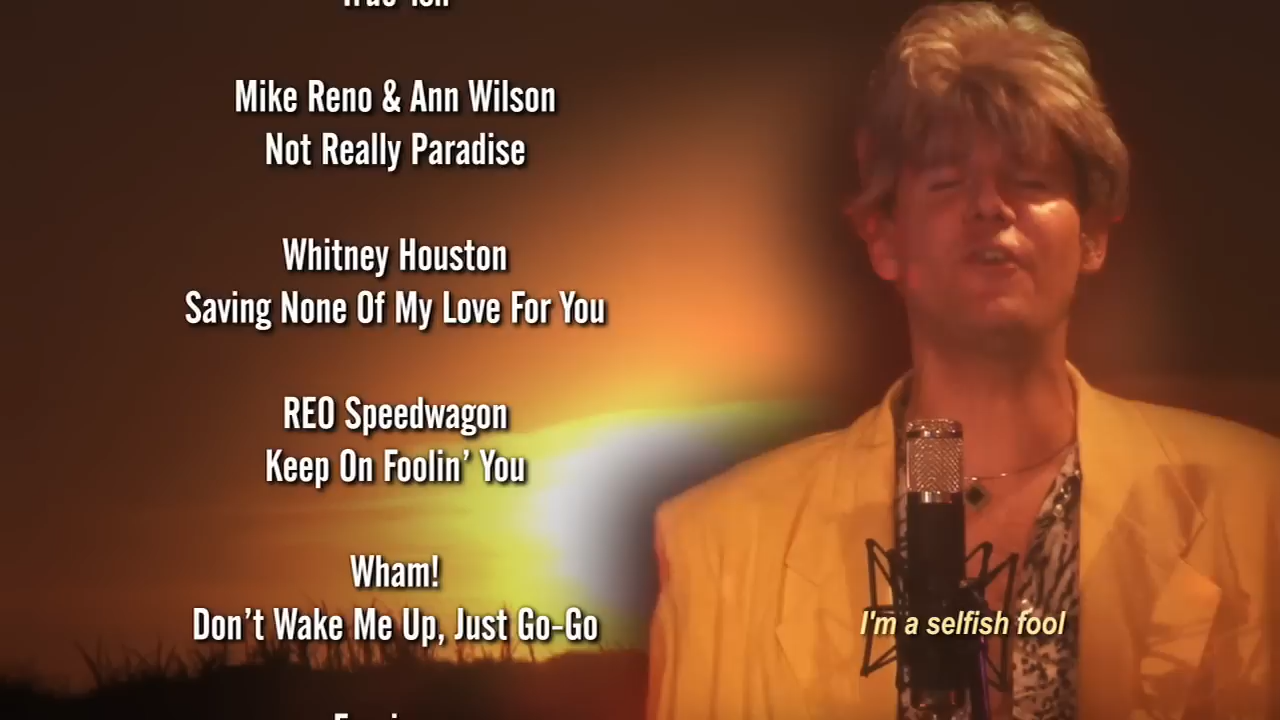 Mike Reno & Ann Wilson
Not Really Paradise
Whitney Houston
Saving None Of My Love For You
REO Speedwagon
Keep On Foolin' You
Wham!
Don't Wake Me Up, Just Go-Go
I'm a selfish fool